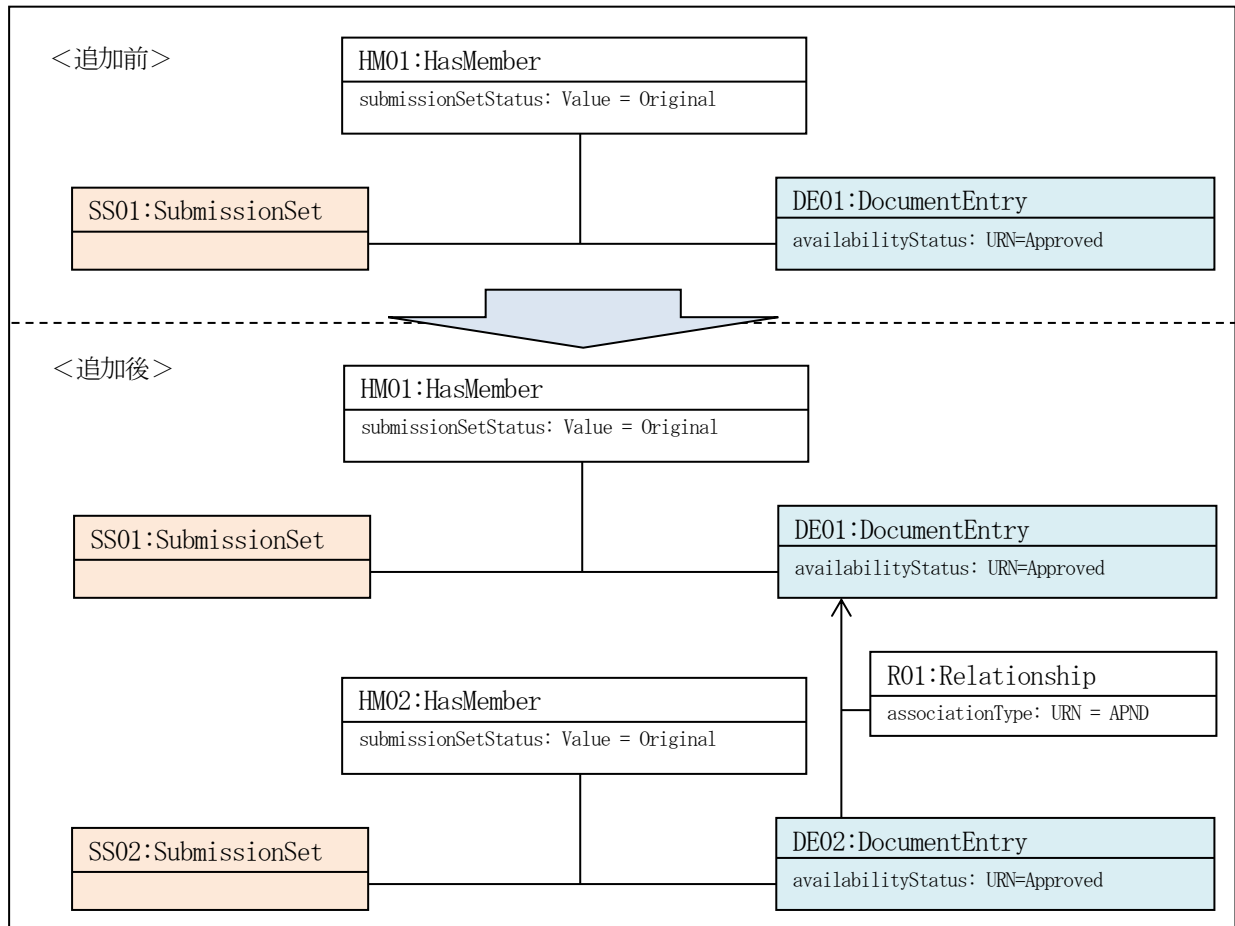 ＜追加前＞
HM01:HasMember
submissionSetStatus: Value = Original
SS01:SubmissionSet
DE01:DocumentEntry
availabilityStatus: URN=Approved
＜追加後＞
HM01:HasMember
submissionSetStatus: Value = Original
SS01:SubmissionSet
DE01:DocumentEntry
availabilityStatus: URN=Approved
R01:Relationship
associationType: URN = APND
HM02:HasMember
submissionSetStatus: Value = Original
SS02:SubmissionSet
DE02:DocumentEntry
availabilityStatus: URN=Approved